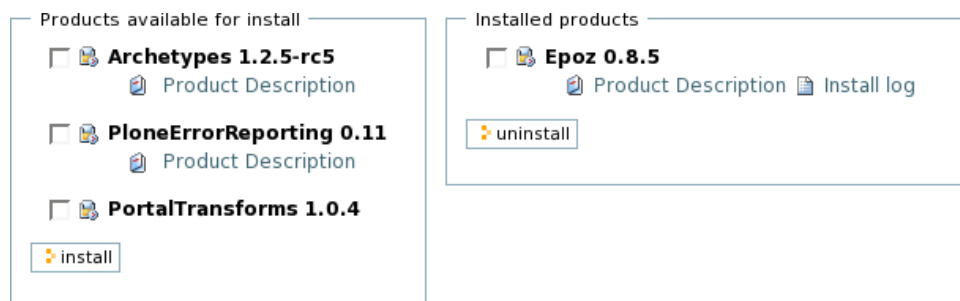 Products available for install
Archetypes 1.2.5-rc5
Product Description
PloneErrorReporting 0.11
Product Description
PortalTransforms 1.0.4
install
Installed products
Epoz 0.8.5
Product Description Install log
uninstall